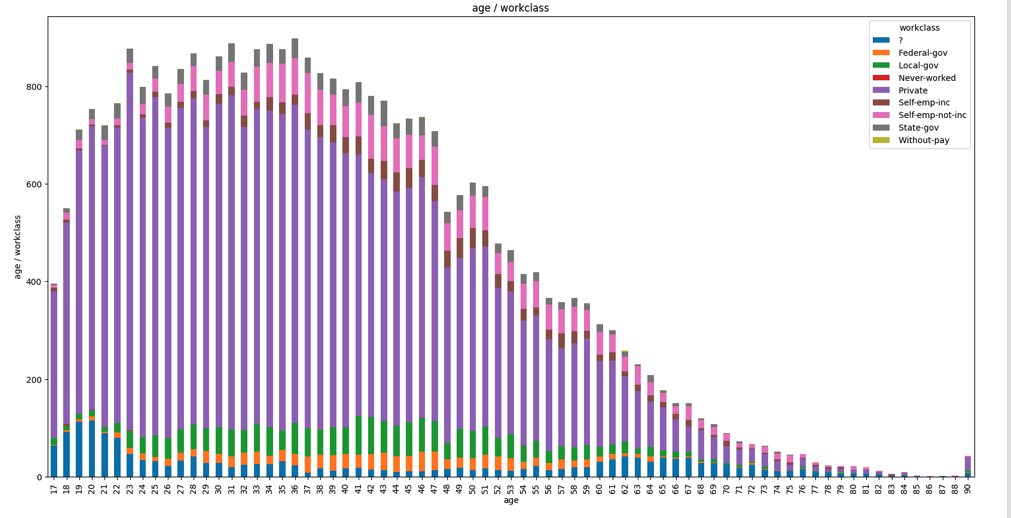 age / workclass
workclass
?
Federal-gov
Local-gov
Never-worked
Private
Self-emp-inc
Self-emp-not-inc
State-gov
Without-pay
age / workclass
800
600
400
200
0
17 18 19 20 21 22 23 24 25 26 27 28 29 30 31 32 33 34 35 36 37 38 39 40 41 42 43 44 45 46 47 48 49 50 51 52 53 54 55 56 57 58 59 60 61 62 63 64 65 66 67 68 69 70 71 72 73 74 75 76 77 78 79 80 81 82 83 84 85 86 87 88 90
age